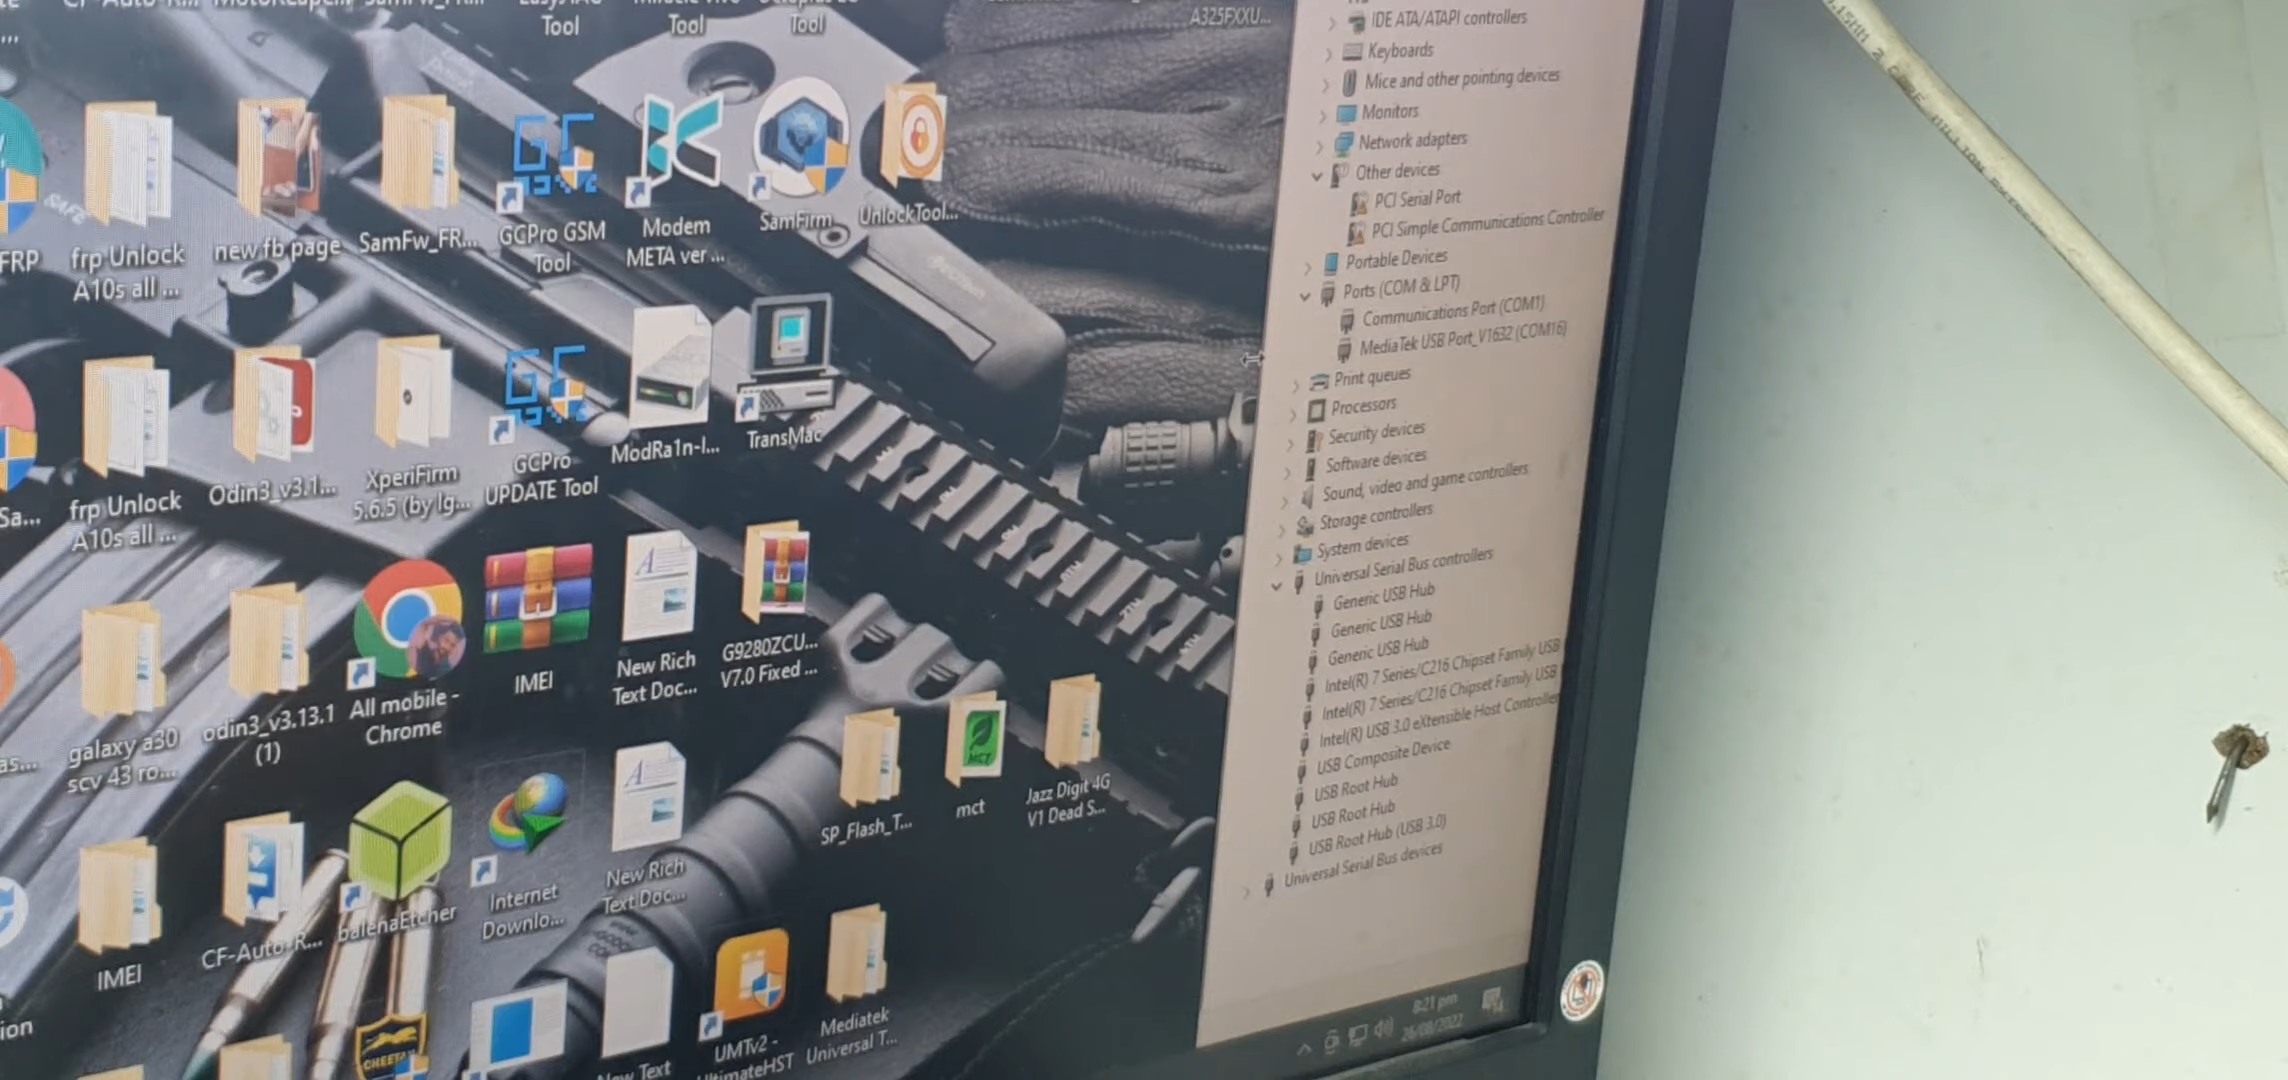 Tool
Tool
Tool
A325FXXU...
FRP
frp Unlock
A10s all ...
new fb page
SamFw_FR...
GCPro GSM
Tool
Modem
META ver ...
SamFirm
UnlockTool...
Sa...
frp Unlock
A10s all ...
Odin3_v3.1...
XperiFirm
5.6.5 (by Ig...
GCPro
UPDATE Tool
ModRa1n-I...
TransMac
galaxy a30
scv 43 ro...
odin3_v3.13.1
(1)
All mobile -
Chrome
IMEI
New Rich
Text Doc...
G9280ZCU...
V7.0 Fixed ...
SP_Flash_T...
MCT
mct
Jazz Digit 4G
V1 Dead S...
IMEI
CF-Auto-R...
balenaEtcher
Internet
Downlo...
New Rich
Text Doc...
CHEETAH
New Text
UMTv2 -
UltimateHST
Mediatek
Universal T...
IDE ATA/ATAPI controllers
Keyboards
Mice and other pointing devices
Monitors
Network adapters
Other devices
PCI Serial Port
PCI Simple Communications Controller
Portable Devices
Ports (COM & LPT)
Communications Port (COM1)
MediaTek USB Port_V1632 (COM16)
Print queues
Processors
Security devices
Software devices
Sound, video and game controllers
Storage controllers
System devices
Universal Serial Bus controllers
Generic USB Hub
Generic USB Hub
Generic USB Hub
Intel(R) 7 Series/C216 Chipset Family USB
Intel(R) 7 Series/C216 Chipset Family USB
Intel(R) USB 3.0 eXtensible Host Controller
USB Composite Device
USB Root Hub
USB Root Hub
USB Root Hub (USB 3.0)
Universal Serial Bus devices
8:21 pm
26/08/2022